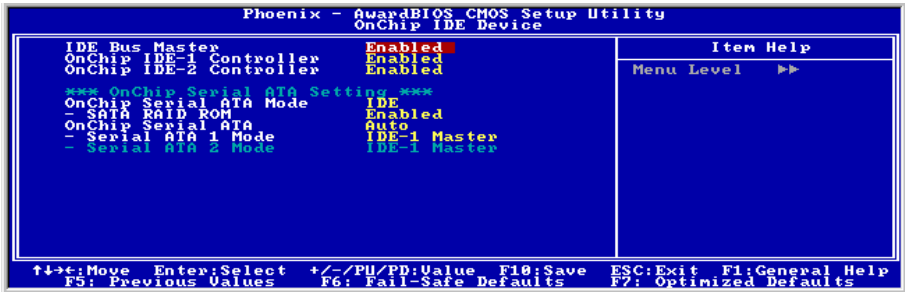 Phoenix - AwardBIOS CMOS Setup Utility
OnChip IDE Device
IDE Bus Master Enabled
OnChip IDE-1 Controller Enabled
OnChip IDE-2 Controller Enabled
*** OnChip Serial ATA Setting ***
OnChip Serial ATA Mode IDE
- SATA RAID ROM Enabled
OnChip Serial ATA Auto
- Serial ATA 1 Mode IDE-1 Master
- Serial ATA 2 Mode IDE-1 Master
Item Help
Menu Level ►►
↑↓→←:Move Enter:Select +/-/PU/PD:Value F10:Save ESC:Exit F1:General Help
F5: Previous Values F6: Fail-Safe Defaults F7: Optimized Defaults